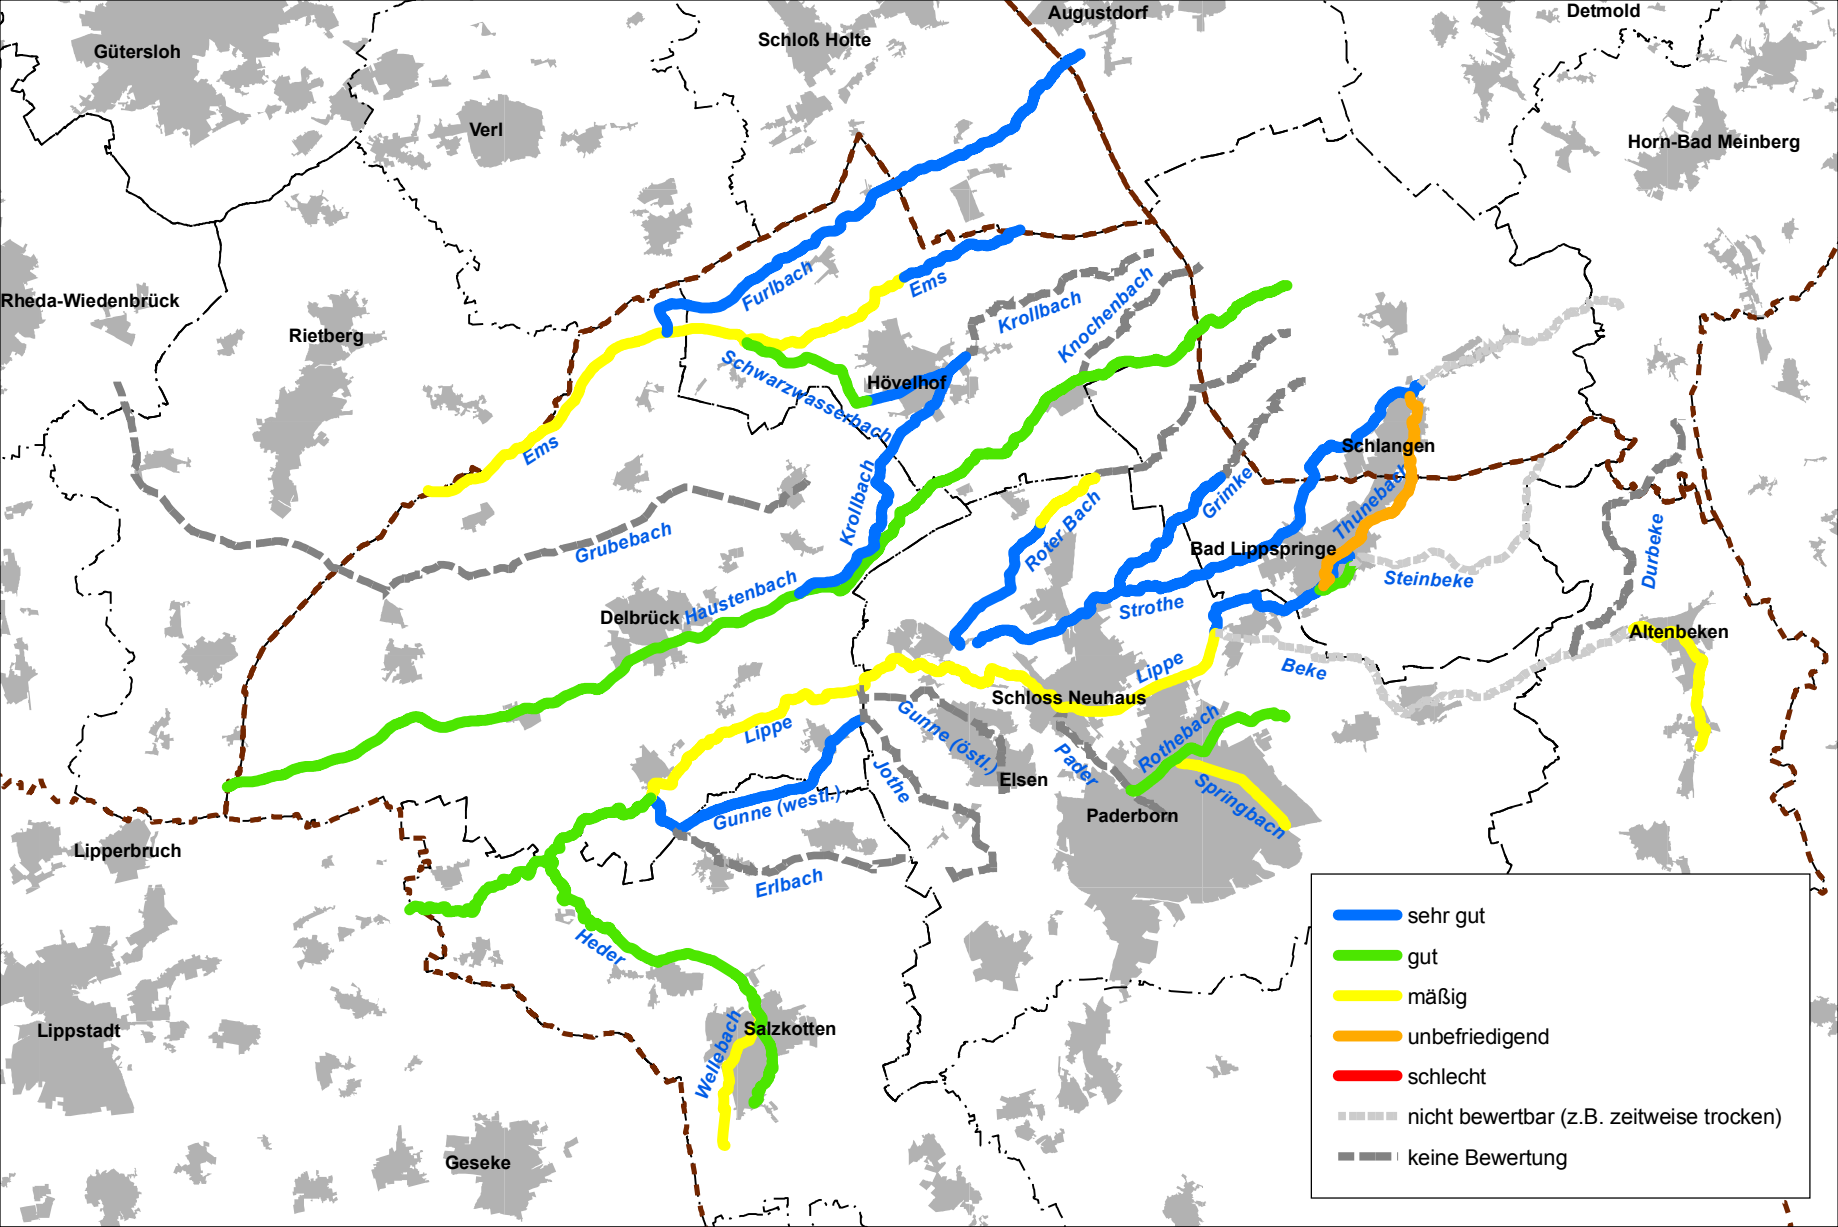 Augustdorf
Detmold
Schloß Holte
Gütersloh
Verl
Horn-Bad Meinberg
Furlbach
Ems
Krollbach
Knochenbach
Rheda-Wiedenbrück
Rietberg
Schwarzwasserbach
Hövelhof
Ems
Schlangen
Krollbach
Grimke
Thunebach
Roter Bach
Grubebach
Bad Lippspringe
Durbeke
Steinbeke
Haustenbach
Delbrück
Strothe
Altenbeken
Lippe
Beke
Schloss Neuhaus
Lippe
Gunne (östl.)
Rothebach
Pader
Jothe
Elsen
Springbach
Gunne (westl.)
Paderborn
Lipperbruch
Erlbach
Heder
Lippstadt
Salzkotten
Wellebach
Geseke
sehr gut
gut
mäßig
unbefriedigend
schlecht
nicht bewertbar (z.B. zeitweise trocken)
keine Bewertung